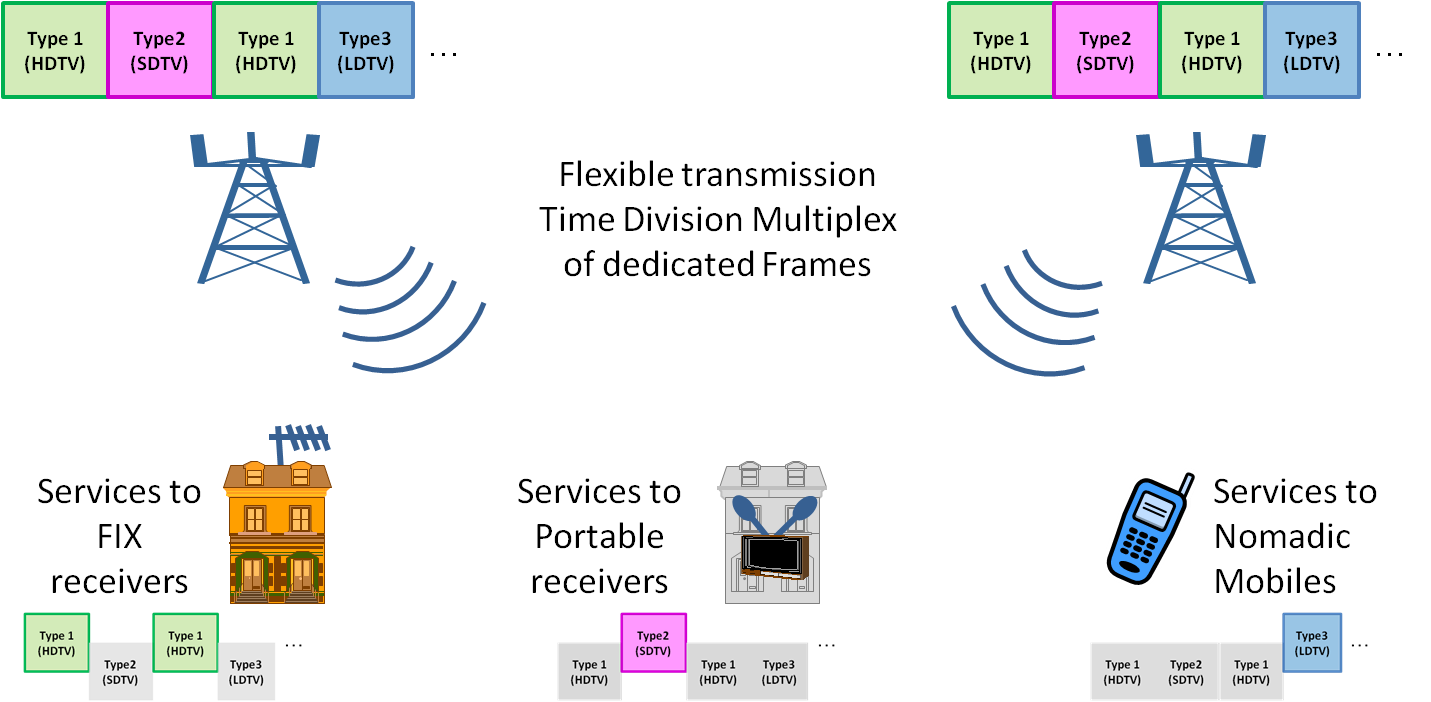 Type 1 Type2 Type 1 Type3
(HDTV) (SDTV) (HDTV) (LDTV) ...
Type 1 Type2 Type 1 Type3
(HDTV) (SDTV) (HDTV) (LDTV) ...
Flexible transmission
Time Division Multiplex
of dedicated Frames
Services to
FIX
receivers
Type 1
(HDTV)
Type2
(SDTV)
Type 1
(HDTV)
Type3
(LDTV)
...
Services to
Portable
receivers
Type 1
(HDTV)
Type2
(SDTV)
Type 1
(HDTV)
Type3
(LDTV)
...
Services to
Nomadic
Mobiles
Type 1
(HDTV)
Type2
(SDTV)
Type 1
(HDTV)
Type3
(LDTV)
...